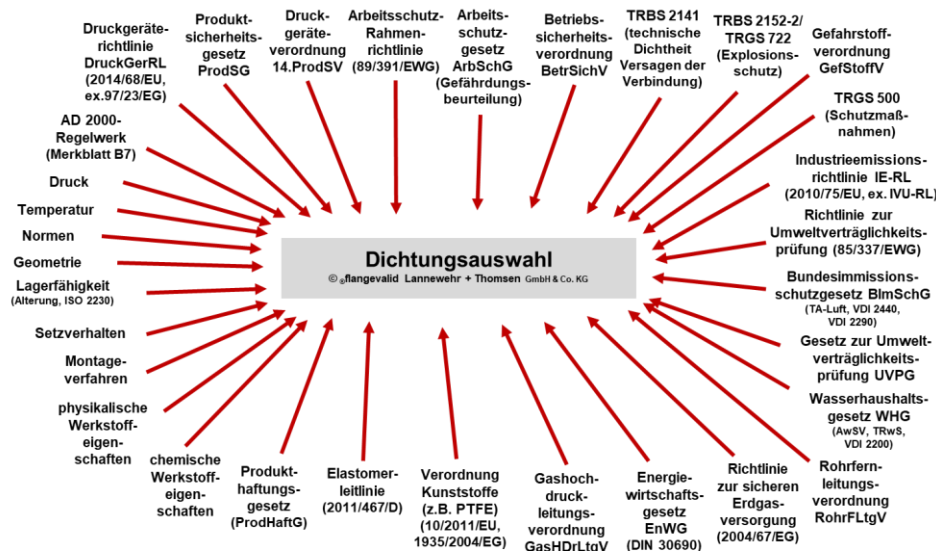 Druckgeräte-
richtlinie
DruckGerRL
(2014/68/EU,
ex.97/23/EG)
Produkt-
sicherheits-
gesetz
ProdSG
Druck-
geräte-
verordnung
14.ProdSV
Arbeitsschutz-
Rahmen-
richtlinie
(89/391/EWG)
Arbeits-
schutz-
gesetz
ArbSchG
(Gefährdungs-
beurteilung)
Betriebs-
sicherheits-
verordnung
BetrSichV
TRBS 2141
(technische
Dichtheit
Versagen der
Verbindung)
TRBS 2152-2/
TRGS 722
(Explosions-
schutz)
Gefahrstoff-
verordnung
GefStoffV
TRGS 500
(Schutzmaß-
nahmen)
Industrieemissions-
richtlinie IE-RL
(2010/75/EU, ex. IVU-RL)
Richtlinie zur
Umweltverträglichkeits-
prüfung (85/337/EWG)
Bundesimmissions-
schutzgesetz BImSchG
(TA-Luft, VDI 2440,
VDI 2290)
Gesetz zur Umwelt-
verträglichkeits-
prüfung UVPG
Wasserhaushalts-
gesetz WHG
(AwSV, TRwS,
VDI 2200)
Rohrfern-
leitungs-
verordnung
RohrFLtgV
Richtlinie
zur sicheren
Erdgas-
versorgung
(2004/67/EG)
Energie-
wirtschafts-
gesetz
EnWG
(DIN 30690)
Gashoch-
druck-
leitungs-
verordnung
GasHDrLtgV
Verordnung
Kunststoffe
(z.B. PTFE)
(10/2011/EU,
1935/2004/EG)
Elastomer-
leitlinie
(2011/467/D)
Produkt-
haftungs-
gesetz
(ProdHaftG)
chemische
Werkstoff-
eigen-
schaften
physikalische
Werkstoff-
eigen-
schaften
Montage-
verfahren
Setzverhalten
Lagerfähigkeit
(Alterung, ISO 2230)
Geometrie
Normen
Temperatur
Druck
AD 2000-
Regelwerk
(Merkblatt B7)
Dichtungsauswahl
© ®flangevalid Lannewehr + Thomsen GmbH & Co. KG